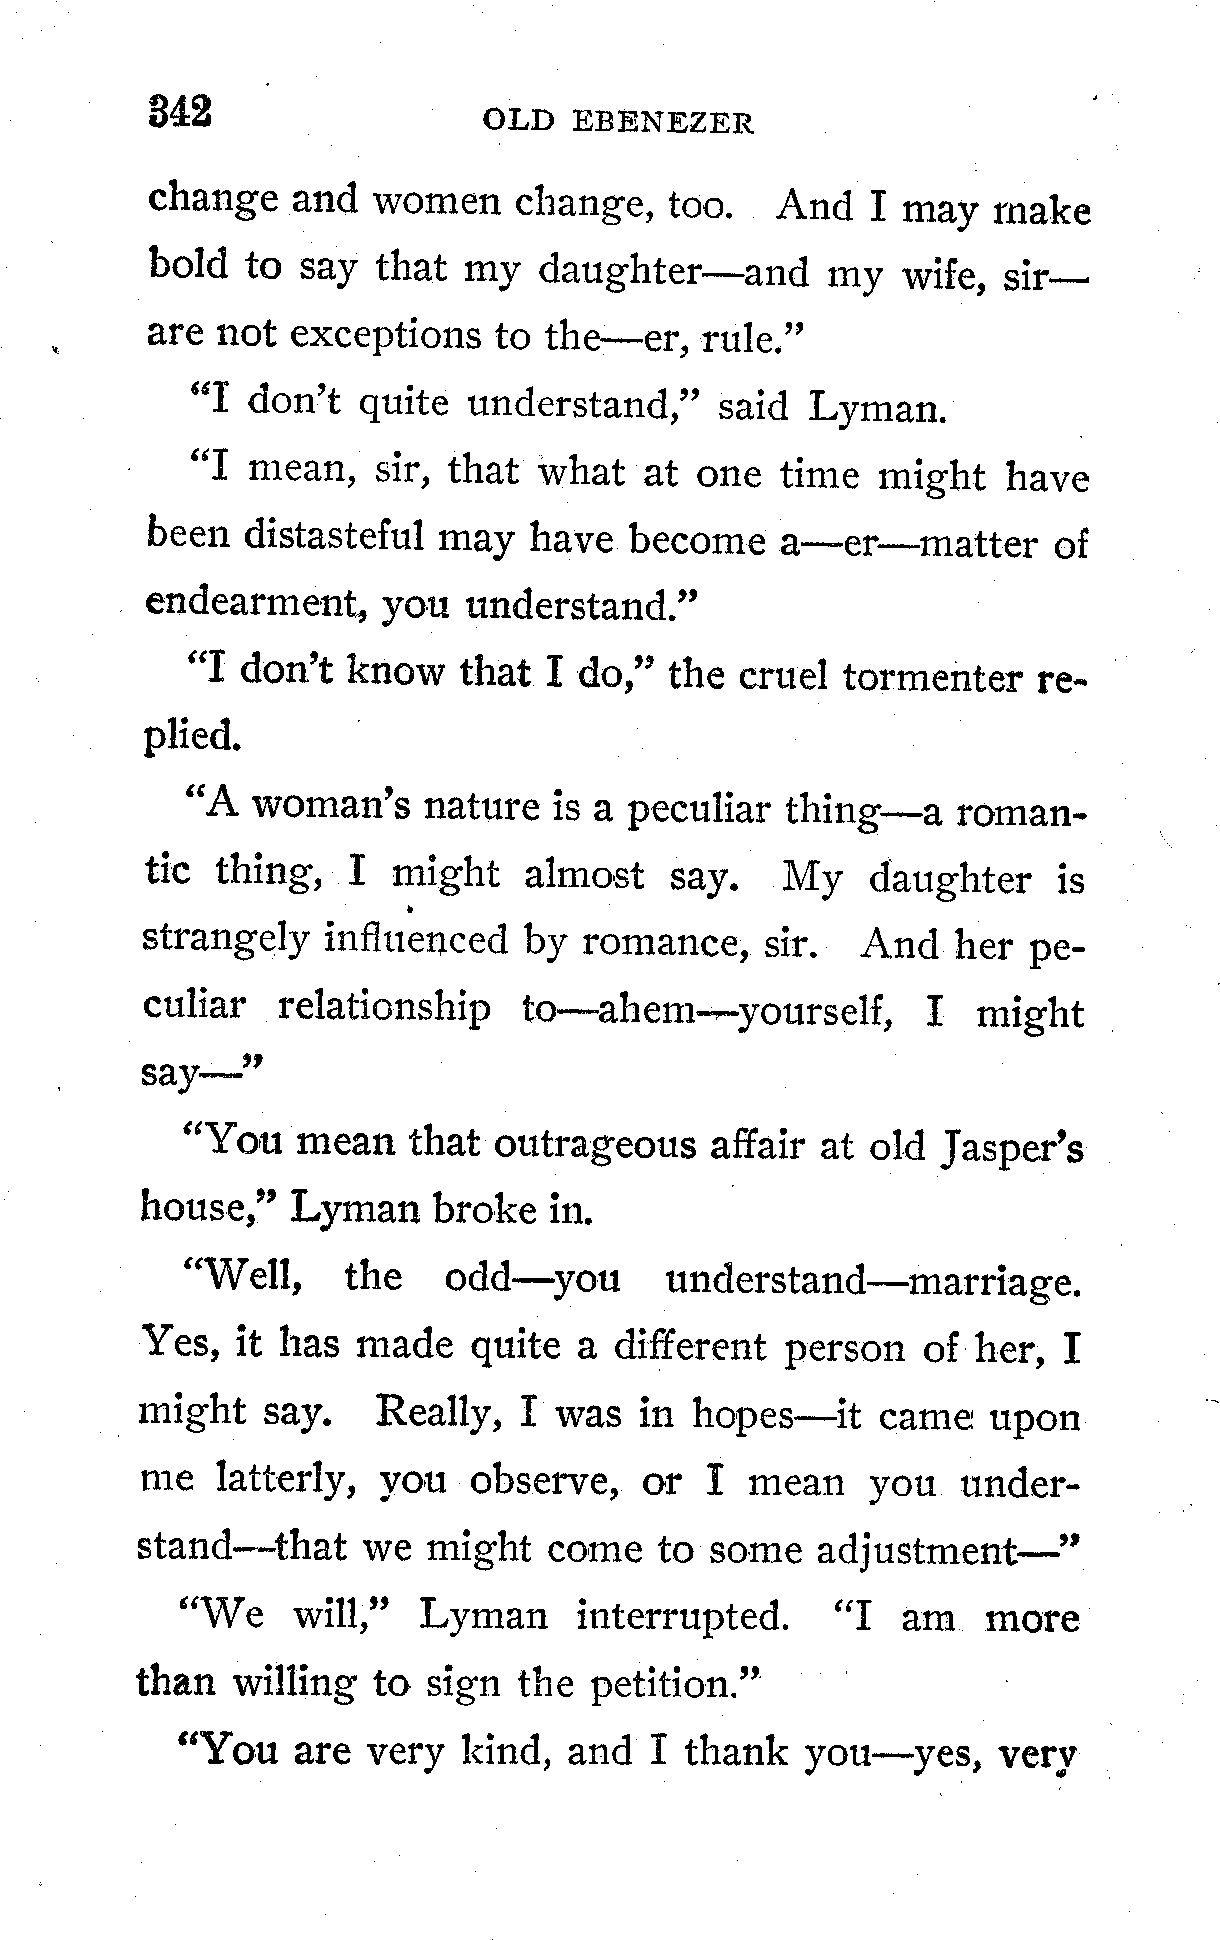 342 OLD EBENEZER
change and women change, too. And I may make
bold to say that my daughter—and my wife, sir—
are not exceptions to the—er, rule.”
“I don’t quite understand,” said Lyman.
“I mean, sir, that what at one time might have
been distasteful may have become a—er—matter of
endearment, you understand.”
“I don’t know that I do,” the cruel tormenter re-
plied.
“A woman’s nature is a peculiar thing—a roman-
tic thing, I might almost say. My daughter is
strangely influenced by romance, sir. And her pe-
culiar relationship to—ahem—yourself, I might
say—”
“You mean that outrageous affair at old Jasper’s
house,” Lyman broke in.
“Well, the odd—you understand—marriage.
Yes, it has made quite a different person of her, I
might say. Really, I was in hopes—it came upon
me latterly, you observe, or I mean you under-
stand—that we might come to some adjustment—”
“We will,” Lyman interrupted. “I am more
than willing to sign the petition.”
“You are very kind, and I thank you—yes, very